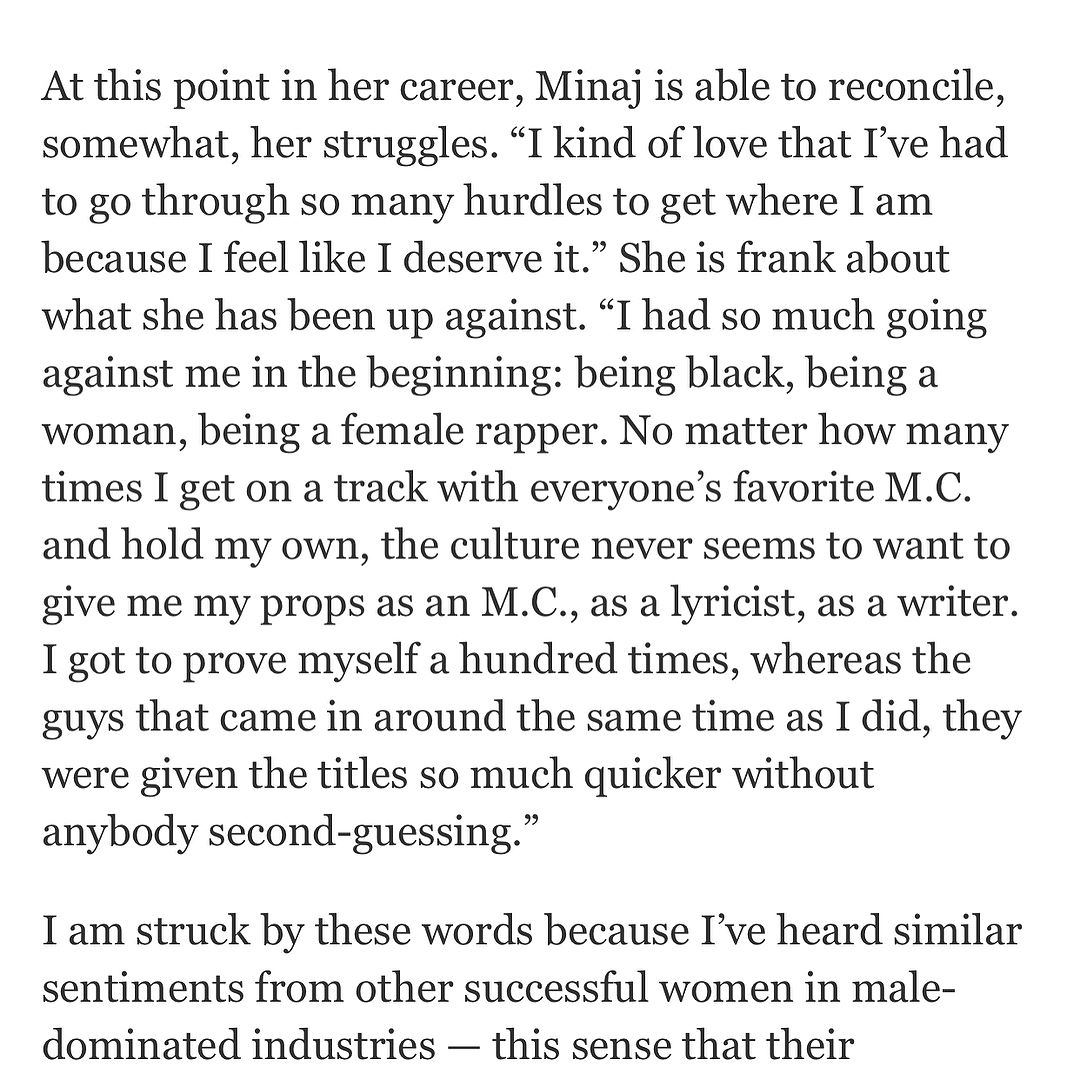 At this point in her career, Minaj is able to reconcile,
somewhat, her struggles. “I kind of love that I’ve had
to go through so many hurdles to get where I am
because I feel like I deserve it.” She is frank about
what she has been up against. “I had so much going
against me in the beginning: being black, being a
woman, being a female rapper. No matter how many
times I get on a track with everyone’s favorite M.C.
and hold my own, the culture never seems to want to
give me my props as an M.C., as a lyricist, as a writer.
I got to prove myself a hundred times, whereas the
guys that came in around the same time as I did, they
were given the titles so much quicker without
anybody second-guessing.”
I am struck by these words because I’ve heard similar
sentiments from other successful women in male-
dominated industries — this sense that their